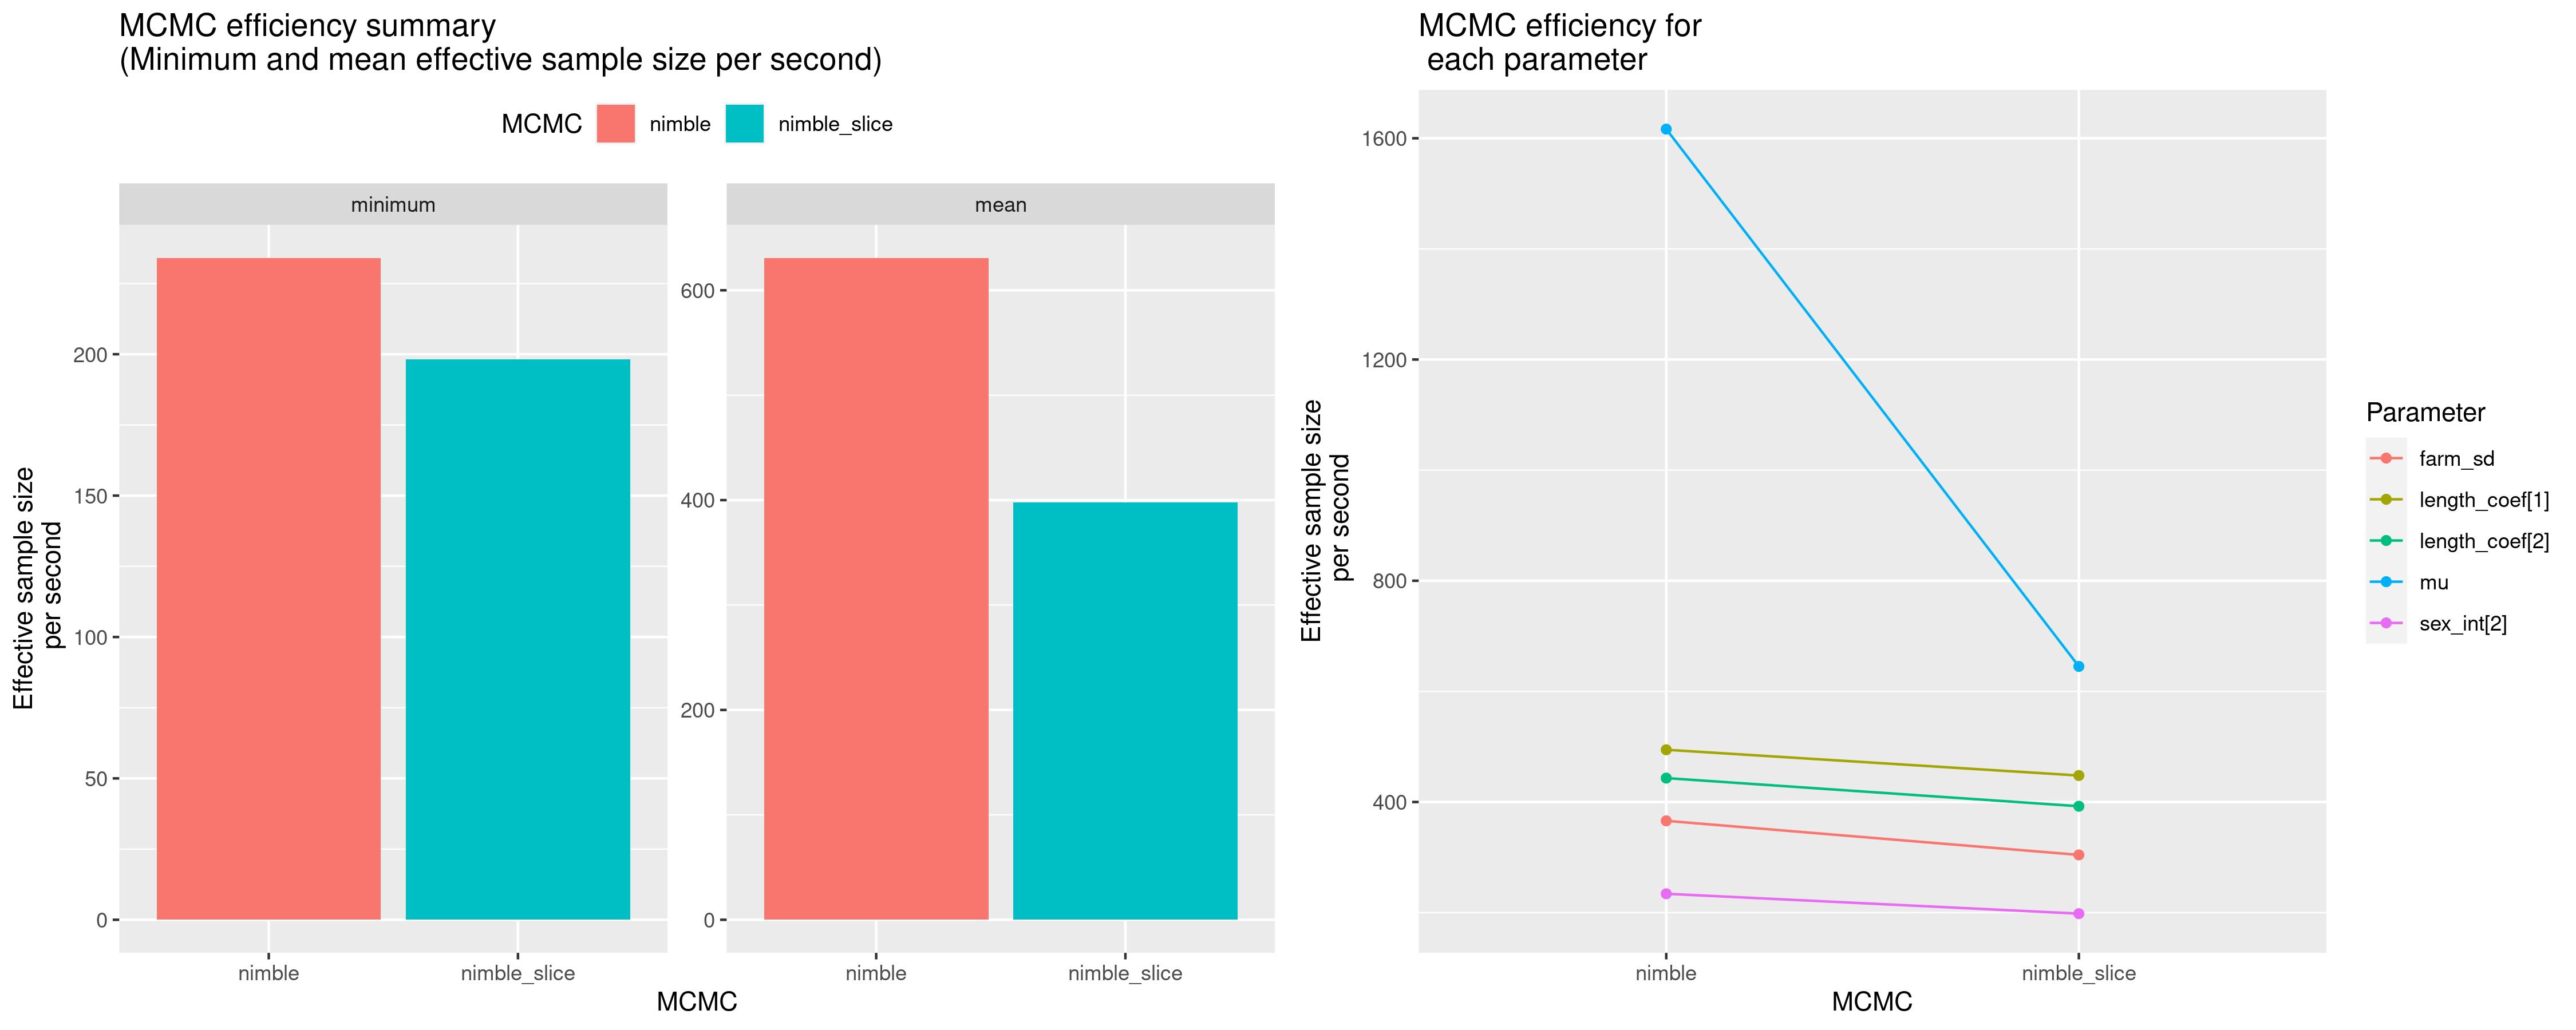 MCMC efficiency summary
(Minimum and mean effective sample size per second)
MCMC
nimble
nimble_slice
minimum
mean
Effective sample size
per second
200
150
100
50
0
600
400
200
0
nimble
nimble_slice
nimble
nimble_slice
MCMC
MCMC efficiency for
each parameter
Effective sample size
per second
1600
1200
800
400
nimble
nimble_slice
MCMC
Parameter
farm_sd
length_coef[1]
length_coef[2]
mu
sex_int[2]